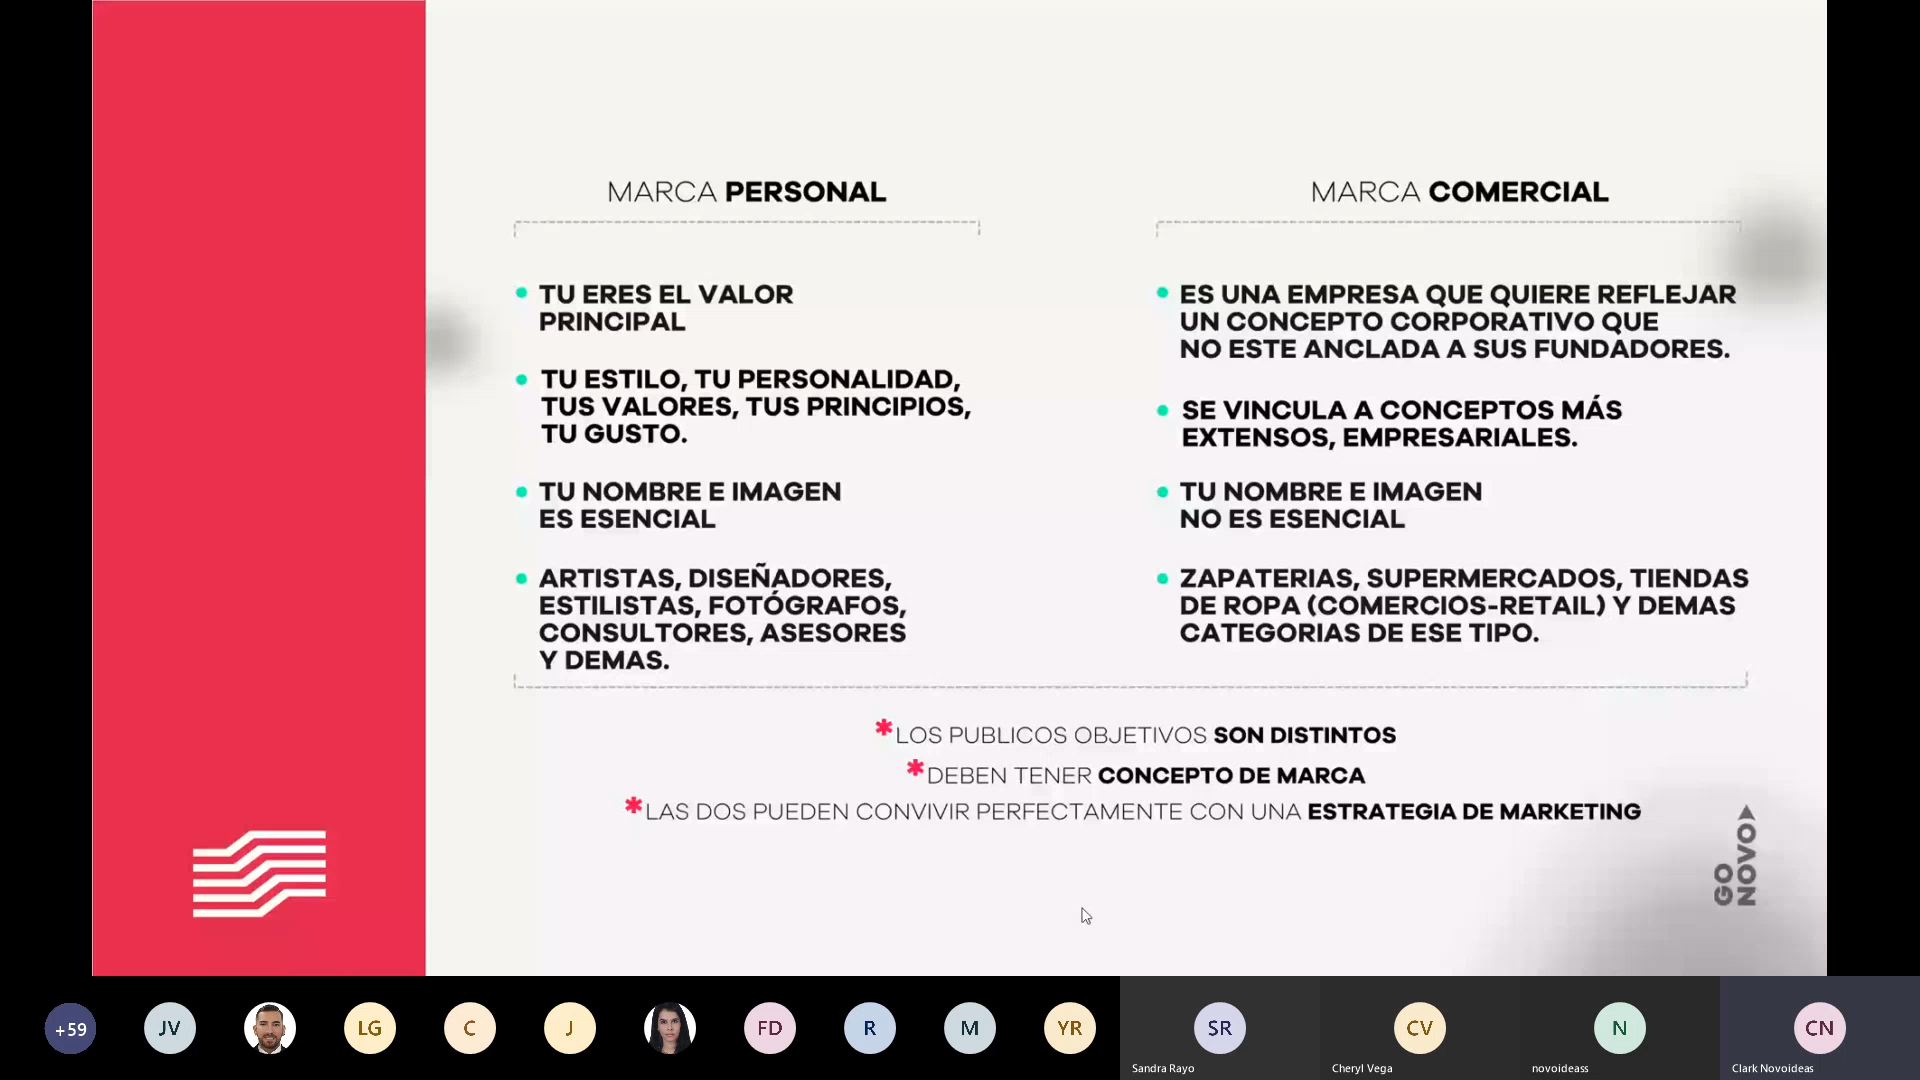 MARCA PERSONAL
TU ERES EL VALOR
PRINCIPAL
TU ESTILO, TU PERSONALIDAD,
TUS VALORES, TUS PRINCIPIOS,
TU GUSTO.
TU NOMBRE E IMAGEN
ES ESENCIAL
ARTISTAS, DISEÑADORES,
ESTILISTAS, FOTÓGRAFOS,
CONSULTORES, ASESORES
Y DEMAS.
MARCA COMERCIAL
ES UNA EMPRESA QUE QUIERE REFLEJAR
UN CONCEPTO CORPORATIVO QUE
NO ESTE ANCLADA A SUS FUNDADORES.
SE VINCULA A CONCEPTOS MÁS
EXTENSOS, EMPRESARIALES.
TU NOMBRE E IMAGEN
NO ES ESENCIAL
ZAPATERIAS, SUPERMERCADOS, TIENDAS
DE ROPA (COMERCIOS-RETAIL) Y DEMAS
CATEGORIAS DE ESE TIPO.
*LOS PUBLICOS OBJETIVOS SON DISTINTOS
*DEBEN TENER CONCEPTO DE MARCA
*LAS DOS PUEDEN CONVIVIR PERFECTAMENTE CON UNA ESTRATEGIA DE MARKETING
GO
NOVO
+59
JV
LG
C
J
FD
R
M
YR
SR
Sandra Rayo
CV
Cheryl Vega
N
novoideass
CN
Clark Novoideas